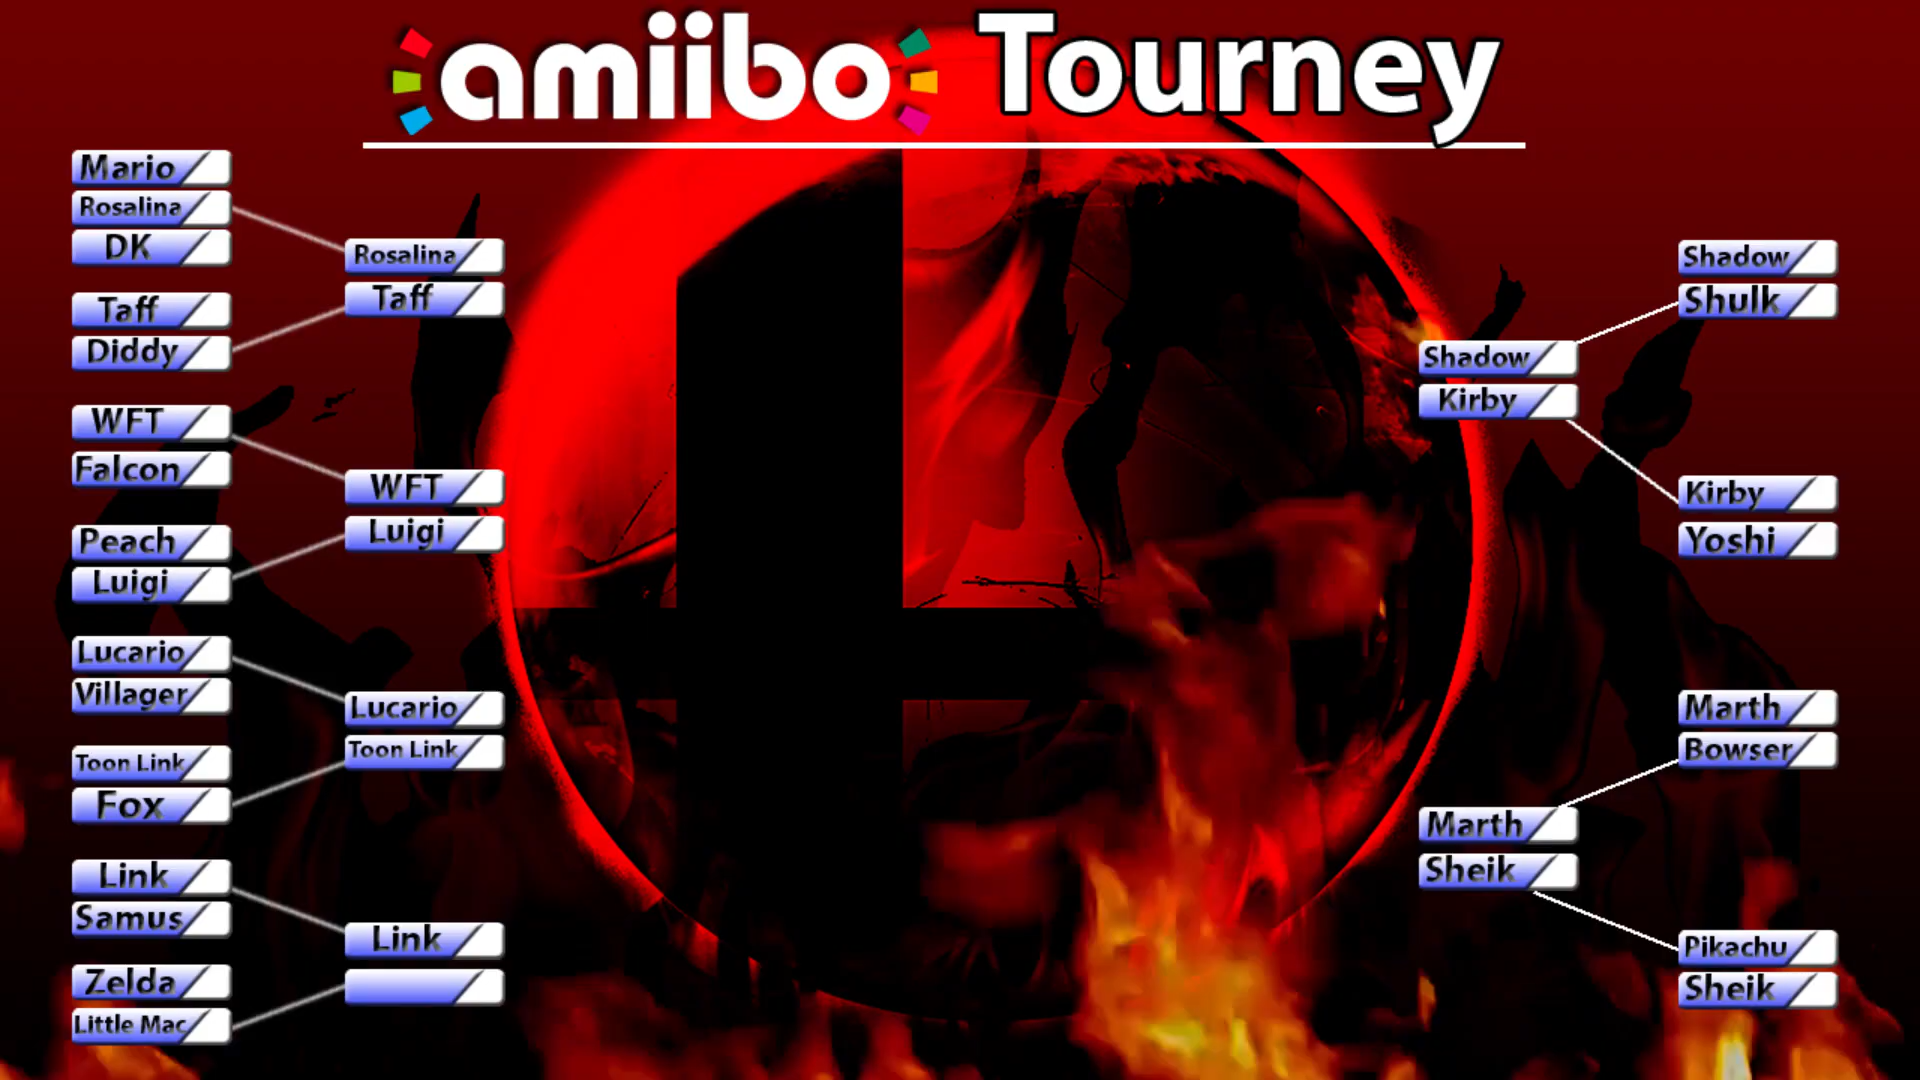 amiibo Tourney
Mario
Rosalina
DK
Taff
Diddy
WFT
Falcon
Peach
Luigi
Lucario
Villager
Toon Link
Fox
Link
Samus
Zelda
Little Mac
Rosalina
Taff
WFT
Luigi
Lucario
Toon Link
Link
Shadow
Kirby
Marth
Sheik
Shadow
Shulk
Kirby
Yoshi
Marth
Bowser
Pikachu
Sheik